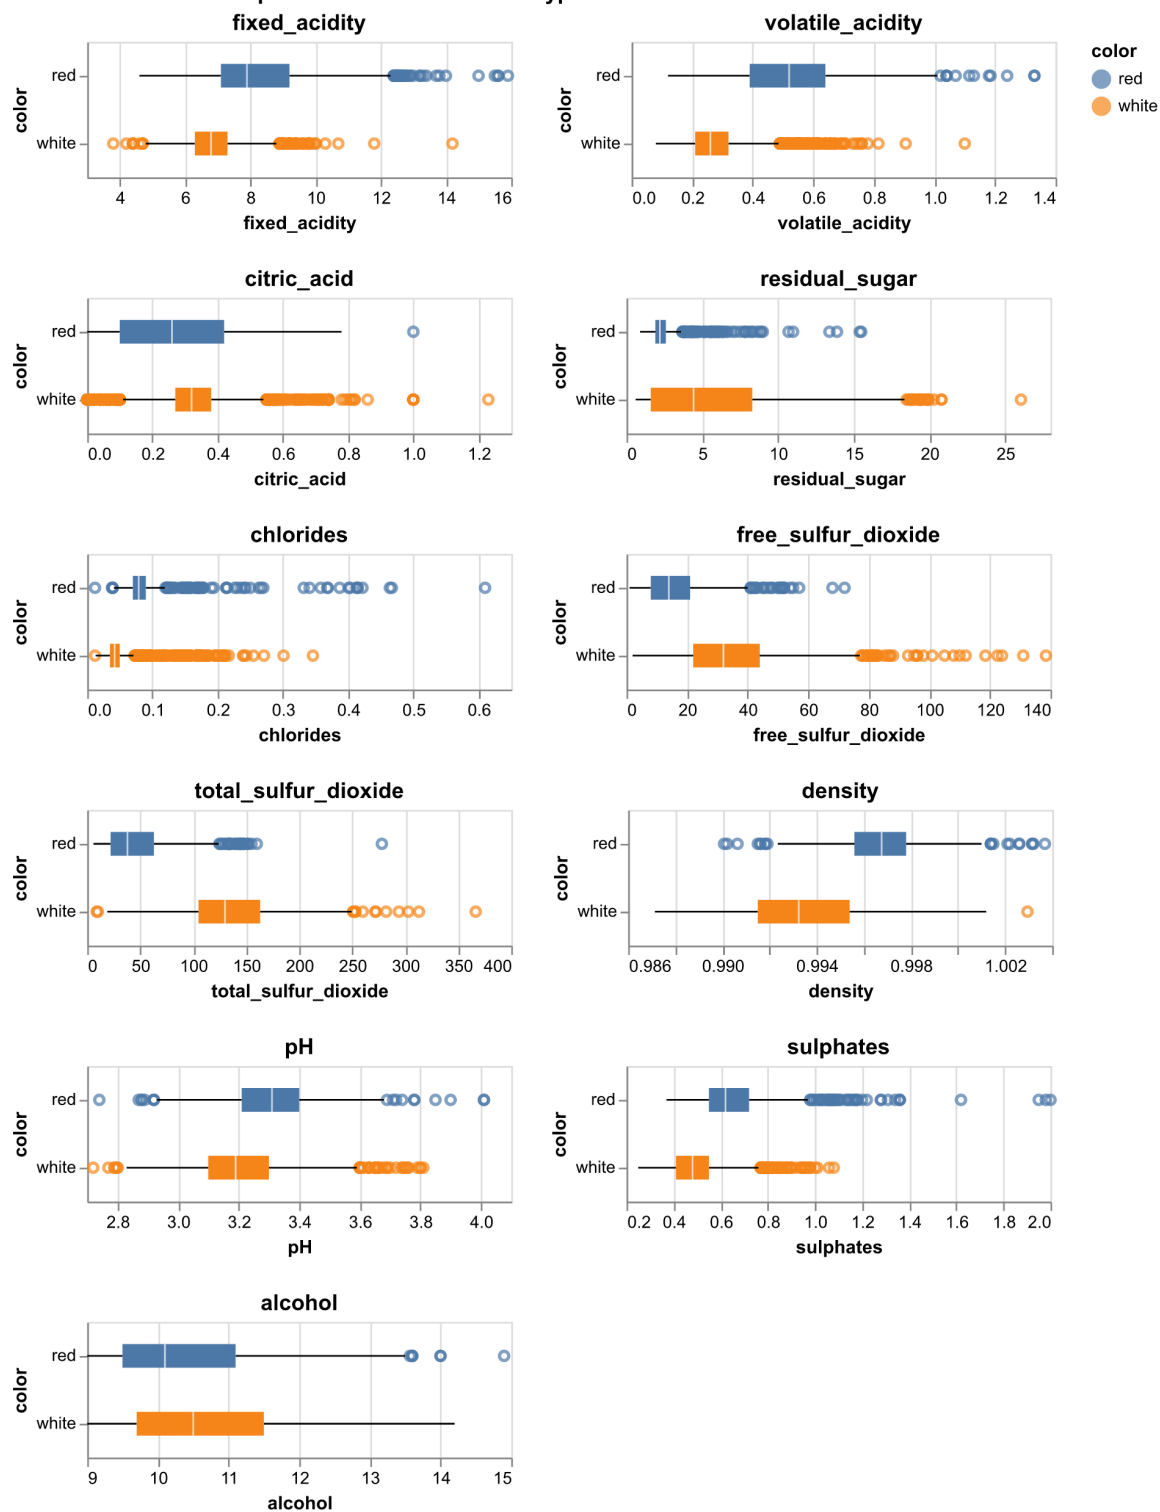 fixed_acidity
color
red
white
4 6 8 10 12 14 16
fixed_acidity
volatile_acidity
color
red
white
0.0 0.2 0.4 0.6 0.8 1.0 1.2 1.4
volatile_acidity
color
red
white
citric_acid
color
red
white
0.0 0.2 0.4 0.6 0.8 1.0 1.2
citric_acid
residual_sugar
color
red
white
0 5 10 15 20 25
residual_sugar
chlorides
color
red
white
0.0 0.1 0.2 0.3 0.4 0.5 0.6
chlorides
free_sulfur_dioxide
color
red
white
0 20 40 60 80 100 120 140
free_sulfur_dioxide
total_sulfur_dioxide
color
red
white
0 50 100 150 200 250 300 350 400
total_sulfur_dioxide
density
color
red
white
0.986 0.990 0.994 0.998 1.002
density
pH
color
red
white
2.8 3.0 3.2 3.4 3.6 3.8 4.0
pH
sulphates
color
red
white
0.2 0.4 0.6 0.8 1.0 1.2 1.4 1.6 1.8 2.0
sulphates
alcohol
color
red
white
9 10 11 12 13 14 15
alcohol